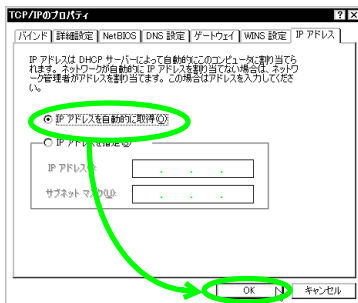 TCP/IPのプロパティ
バインド 詳細設定 NetBIOS DNS 設定 ゲートウェイ WINS 設定 IP アドレス
IP アドレスは DHCP サーバーによって自動的にこのコンピュータに割り当てら
れます。ネットワークが自動的に IP アドレスを割り当てない場合は、ネットワ
ーク管理者がアドレスを割り当てます。この場合はアドレスを入力してくださ
い。
IP アドレスを自動的に取得(O)
IP アドレスを指定(S)
IP アドレス
サブネット マスク(U):
OK キャンセル